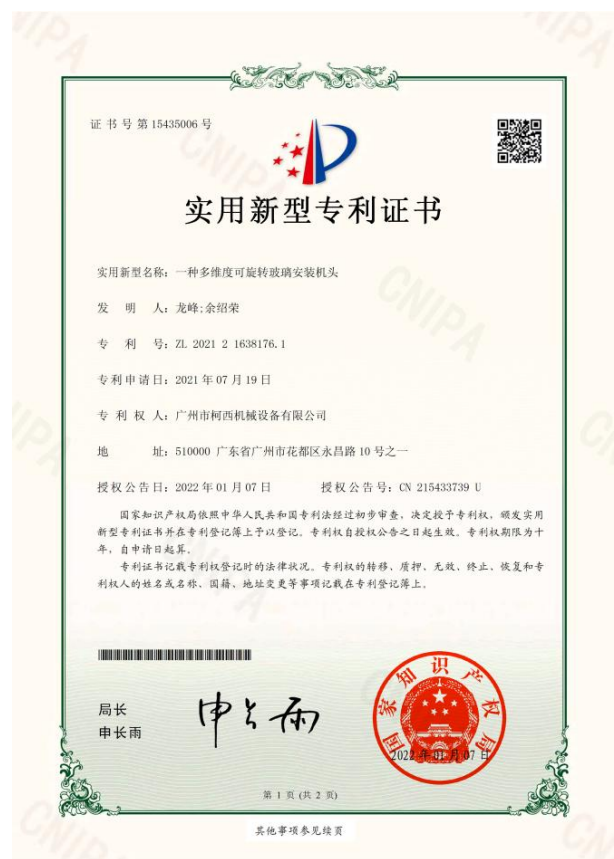 证书号第15435006号
实用新型专利证书
实用新型名称：一种多维度可旋转玻璃安装机头
发 明 人：龙峰;余绍荣
专 利 号：ZL 2021 2 1638176.1
专利申请日：2021年07月19日
专 利 权 人：广州市柯西机械设备有限公司
地 址：510000 广东省广州市花都区永昌路10号之一
授权公告日：2022年01月07日 授权公告号：CN 215433739 U
国家知识产权局依照中华人民共和国专利法经过初步审查，决定授予专利权，颁发实用
新型专利证书并在专利登记簿上予以登记。专利权自授权公告之日起生效。专利权期限为十
年，自申请日起算。
专利证书记载专利权登记时的法律状况。专利权的转移、质押、无效、终止、恢复和专
利权人的姓名或名称、国籍、地址变更等事项记载在专利登记簿上。
局长
申长雨
申长雨
国家知识产权局
2022年01月07日
第 1 页 (共 2 页)
其他事项参见续页
CNIPA